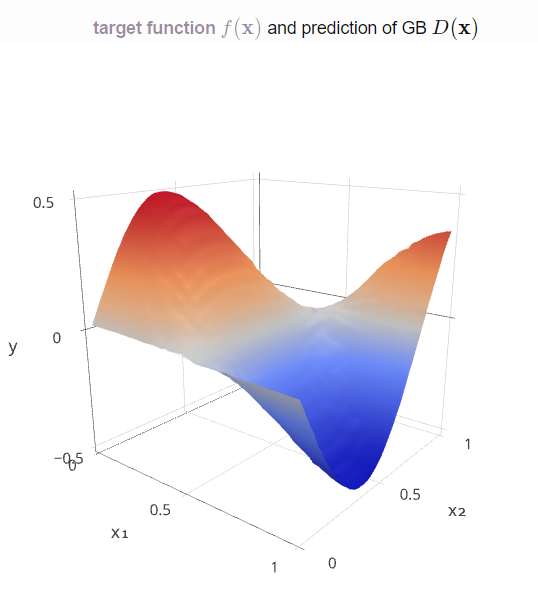 target function f(x) and prediction of GB D(x)
0.5
0
y
−0.5
0
0.5
x₁
1
0
0.5
x₂
1